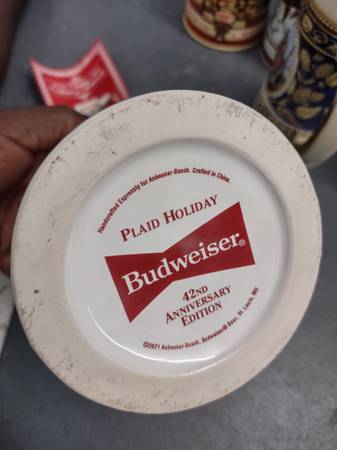 Handcrafted Expressly for Anheuser-Busch. Crafted in China.
PLAID HOLIDAY
Budweiser®
42ND
ANNIVERSARY
EDITION
©2021 Anheuser-Busch, Budweiser® Beer, St. Louis, MO